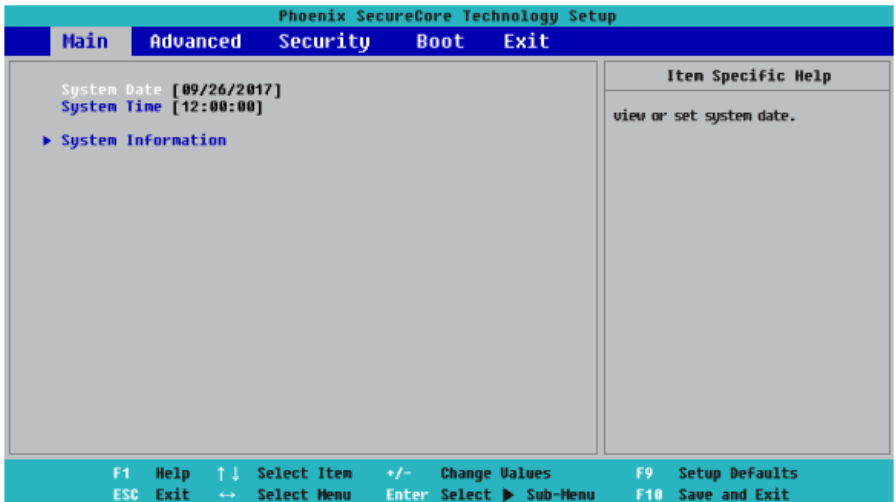 Phoenix SecureCore Technology Setup
Main Advanced Security Boot Exit
System Date [09/26/2017]
System Time [12:00:00]
▶ System Information
Item Specific Help
view or set system date.
F1 Help ↑↓ Select Item +/- Change Values F9 Setup Defaults
ESC Exit ↔ Select Menu Enter Select ▶ Sub-Menu F10 Save and Exit